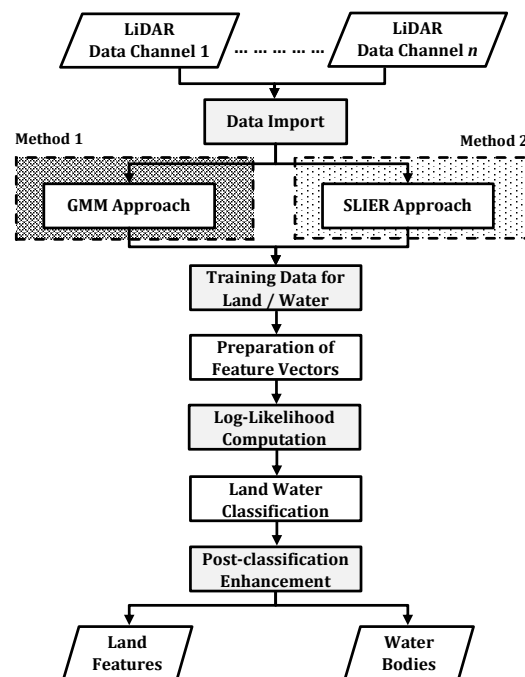 LiDAR
Data Channel 1
… … … … …
LiDAR
Data Channel n
Data Import
Method 1
Method 2
GMM Approach
SLIER Approach
Training Data for
Land / Water
Preparation of
Feature Vectors
Log-Likelihood
Computation
Land Water
Classification
Post-classification
Enhancement
Land
Features
Water
Bodies